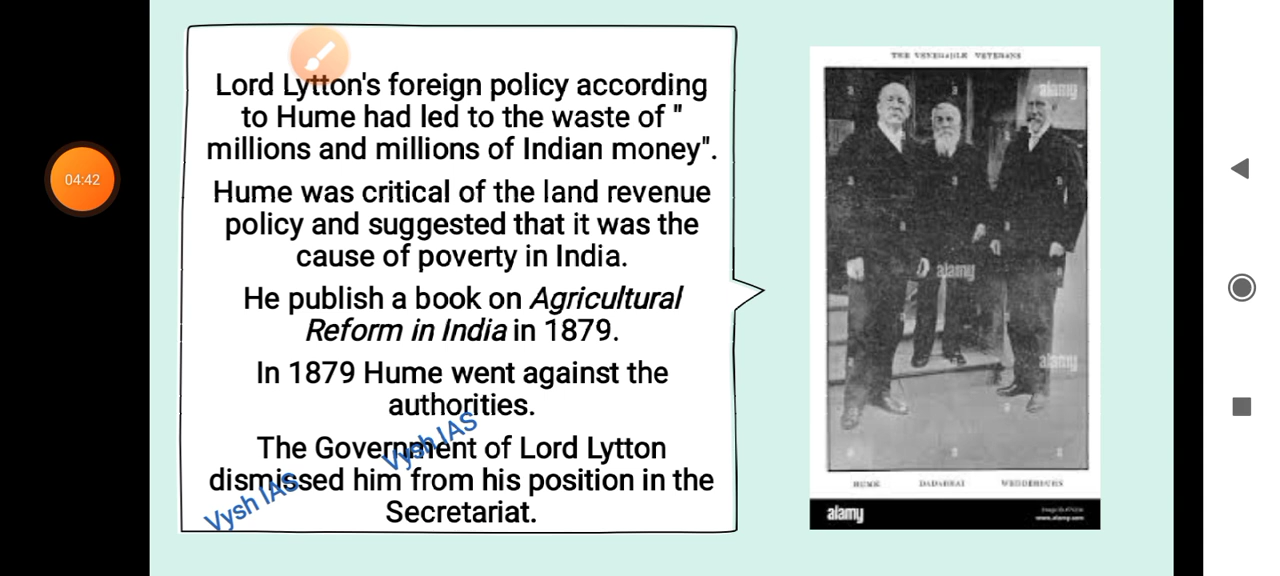 04:42
Lord Lytton's foreign policy according
to Hume had led to the waste of "
millions and millions of Indian money".
Hume was critical of the land revenue
policy and suggested that it was the
cause of poverty in India.
He publish a book on Agricultural
Reform in India in 1879.
In 1879 Hume went against the
authorities.
The Government of Lord Lytton
dismissed him from his position in the
Secretariat.
Vysh IAS
Vysh IAS
THE VENERABLE VETERANS
alamy
alamy
alamy
HUME DADABHAI WEDDERBURN
alamy
www.alamy.com